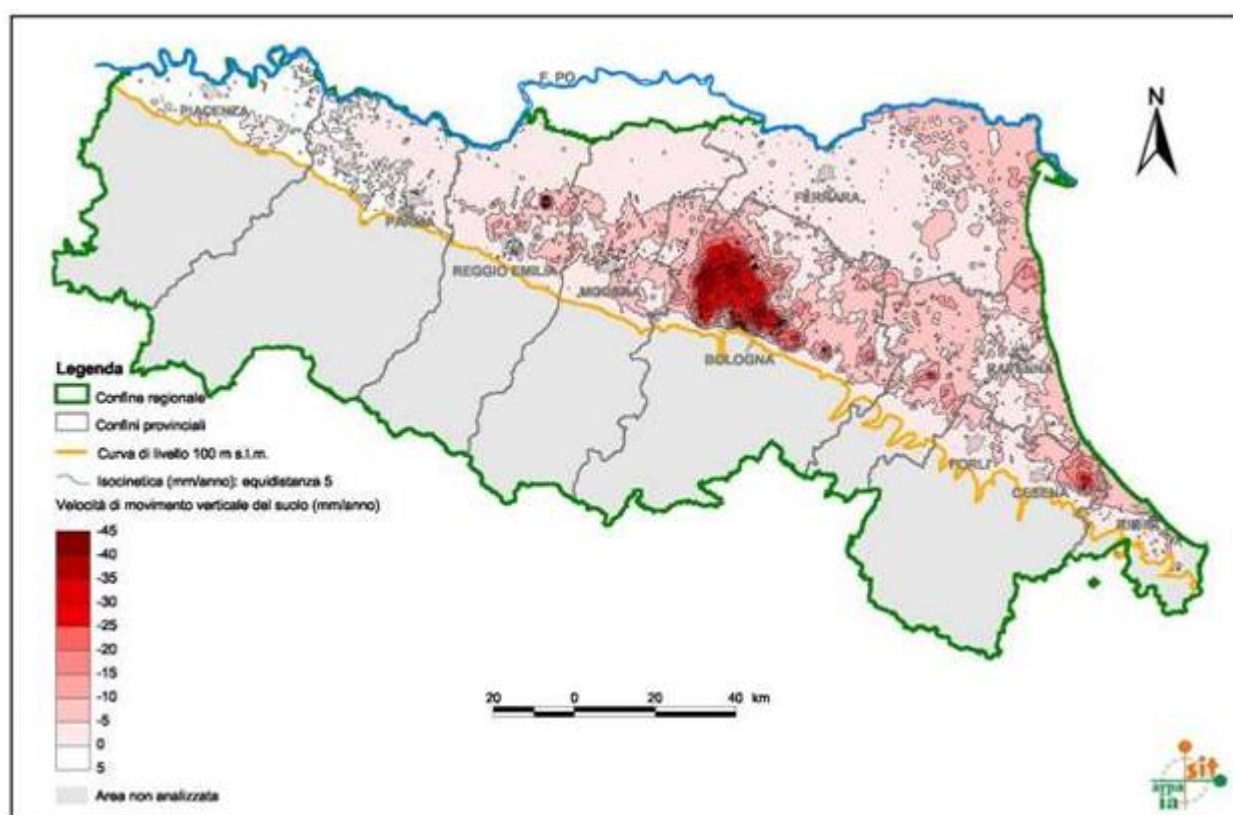 F. PO
N
PIACENZA
FERRARA
PARMA
REGGIO EMILIA
MODENA
BOLOGNA
RAVENNA
FORLI'
CESENA
Legenda
Confine regionale
Confini provinciali
Curva di livello 100 m s.l.m.
Isocinetica (mm/anno): equidistanza 5
Velocità di movimento verticale del suolo (mm/anno)
-45
-40
-35
-30
-25
-20
-15
-10
-5
0
5
Area non analizzata
20 0 20 40 km
sit
arpa
ia